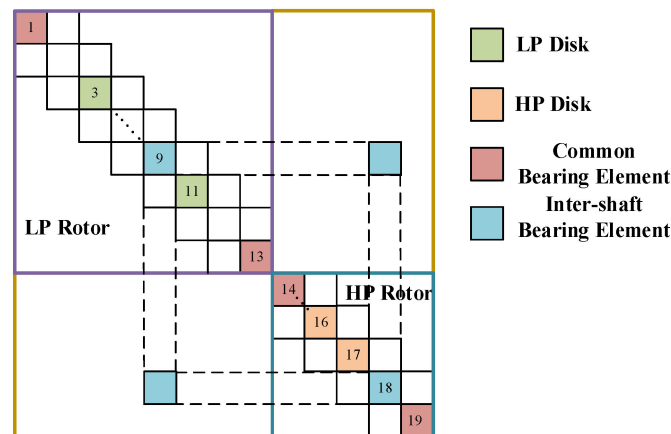 1
3
9
11
LP Rotor
13
14
HP Rotor
16
17
18
19
LP Disk
HP Disk
Common
Bearing Element
Inter-shaft
Bearing Element